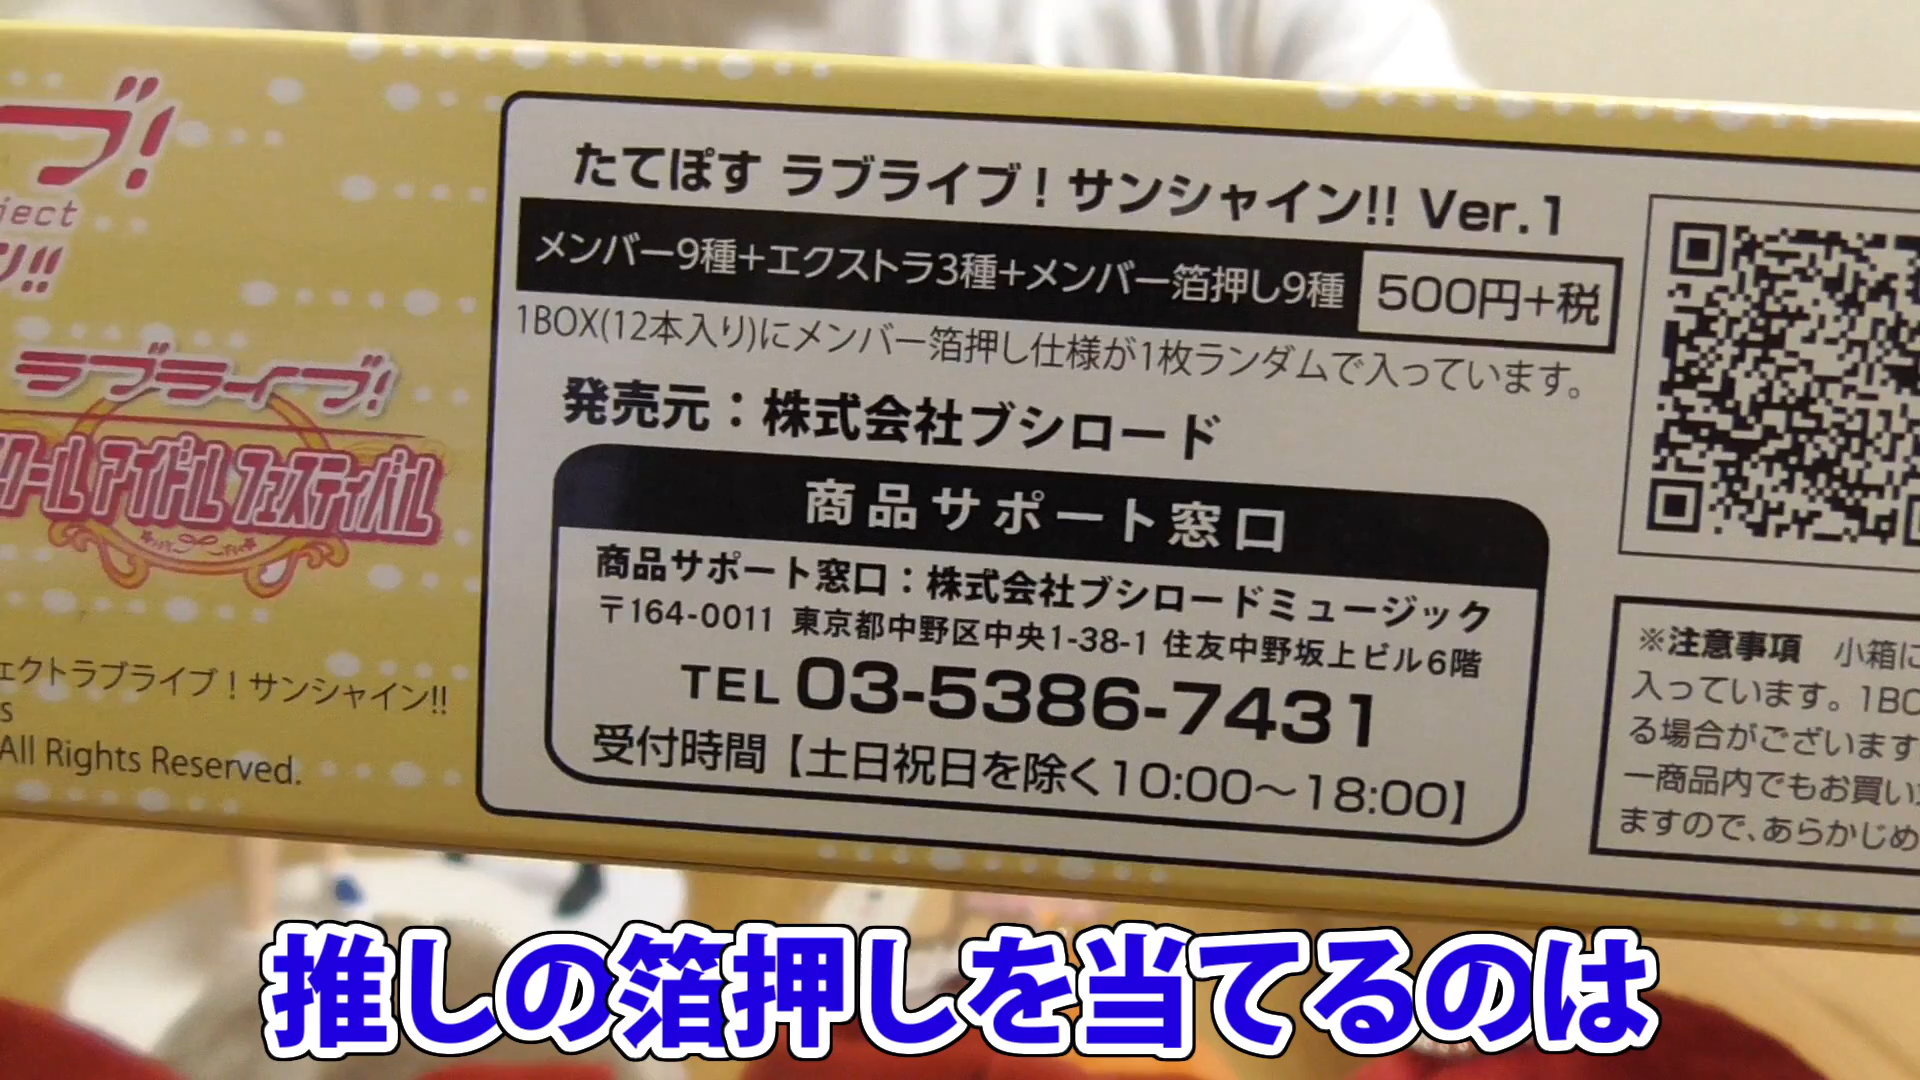 ブ!
ject
ン!!
ラブライブ!
クール アイドル フェスティバル
ェクトラブライブ!サンシャイン!!
s
All Rights Reserved.
たてぽす ラブライブ!サンシャイン!! Ver.1
メンバー9種+エクストラ3種+メンバー箔押し9種 500円+税
1BOX(12本入り)にメンバー箔押し仕様が1枚ランダムで入っています。
発売元:株式会社ブシロード
商品サポート窓口
商品サポート窓口:株式会社ブシロードミュージック
〒164-0011 東京都中野区中央1-38-1 住友中野坂上ビル6階
TEL 03-5386-7431
受付時間【土日祝日を除く10:00〜18:00】
※注意事項 小箱に
入っています。1BO
る場合がございます
一商品内でもお買い
ますので、あらかじめ
推しの箔押しを当てるのは